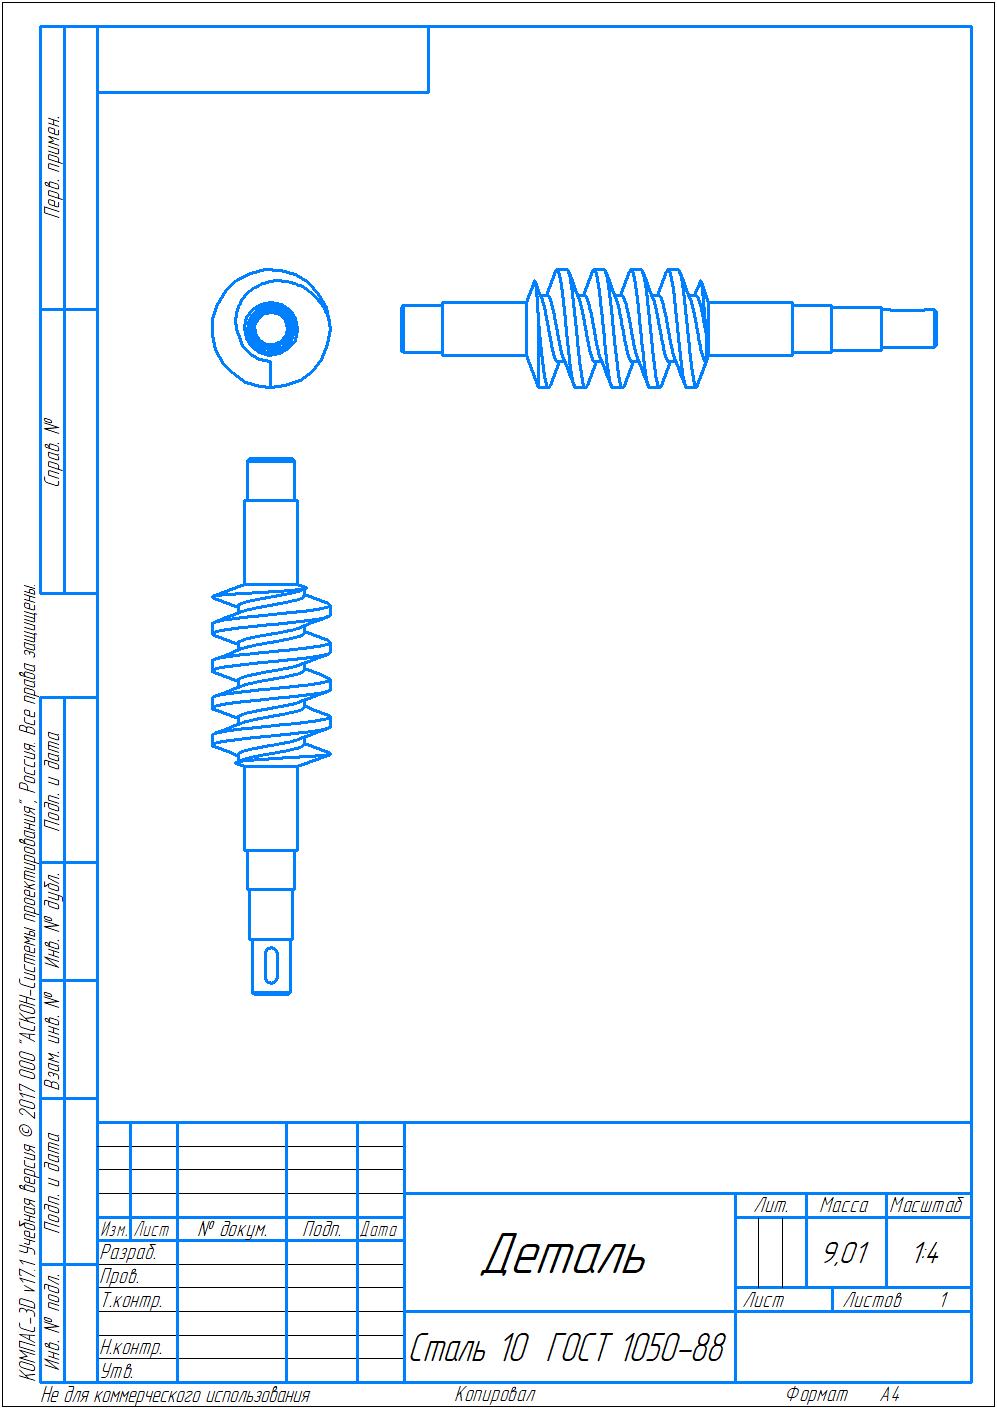 Перв. примен.
Справ. №
Подп. и дата
Инв. № дубл.
Взам. инв. №
Подп. и дата
Инв. № подл.
КОМПАС-3D v17.1 Учебная версия © 2017 ООО "АСКОН-Системы проектирования", Россия. Все права защищены.
Лит. Масса Масштаб
Изм. Лист № докум. Подп. Дата
Разраб.
Пров.
Т.контр.
Н.контр.
Утв.
Деталь
9,01 1:4
Лист Листов 1
Сталь 10 ГОСТ 1050-88
Не для коммерческого использования Копировал Формат А4